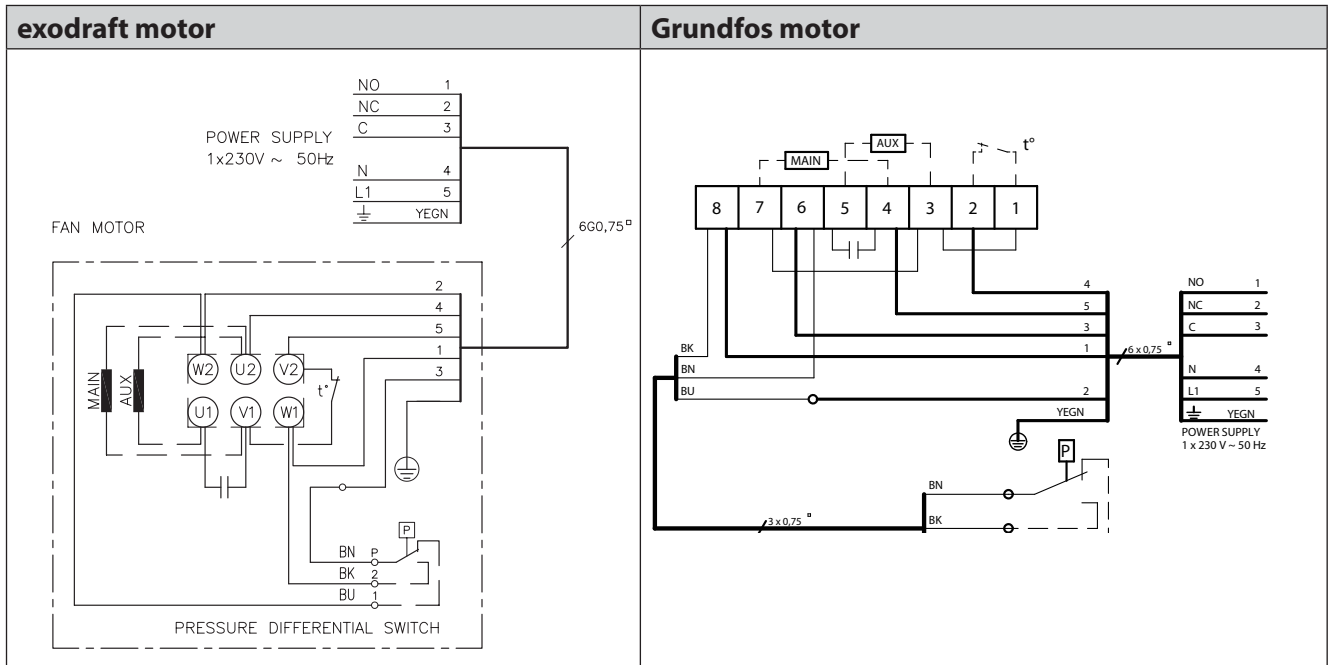 exodraft motor
NO 1
NC 2
C 3
POWER SUPPLY
1x230V ~ 50Hz
N 4
L1 5
YEGN
6G0,75□
FAN MOTOR
2
4
5
1
3
MAIN
AUX
W2 U2 V2
t°
U1 V1 W1
P
BN P
BK 2
BU 1
PRESSURE DIFFERENTIAL SWITCH
Grundfos motor
AUX
t°
MAIN
8 7 6 5 4 3 2 1
4
5
3
1
2
YEGN
6 x 0,75 □
NO 1
NC 2
C 3
N 4
L1 5
YEGN
POWER SUPPLY
1 x 230 V ~ 50 Hz
BK
BN
BU
P
BN
BK
3 x 0,75 □